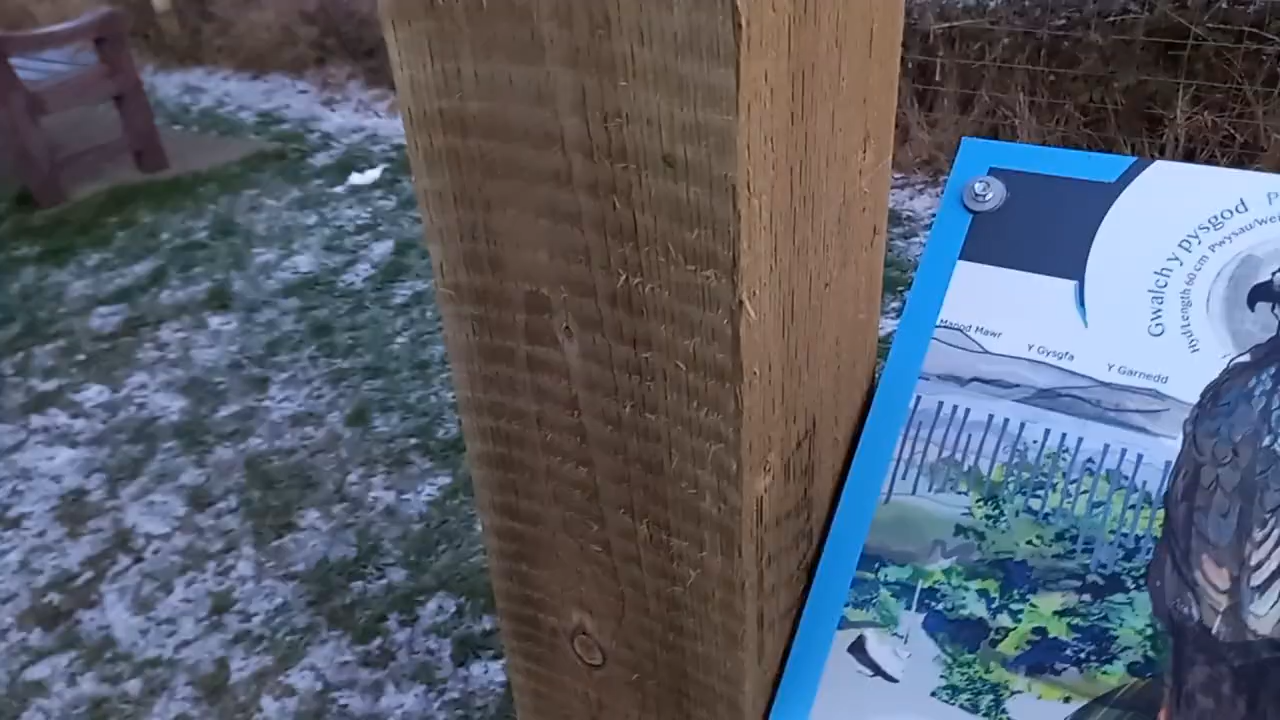 Gwalch y pysgod P
Hyd/Length 60 cm Pwysau/Wei
Manod Mawr
Y Gysgfa
Y Garnedd